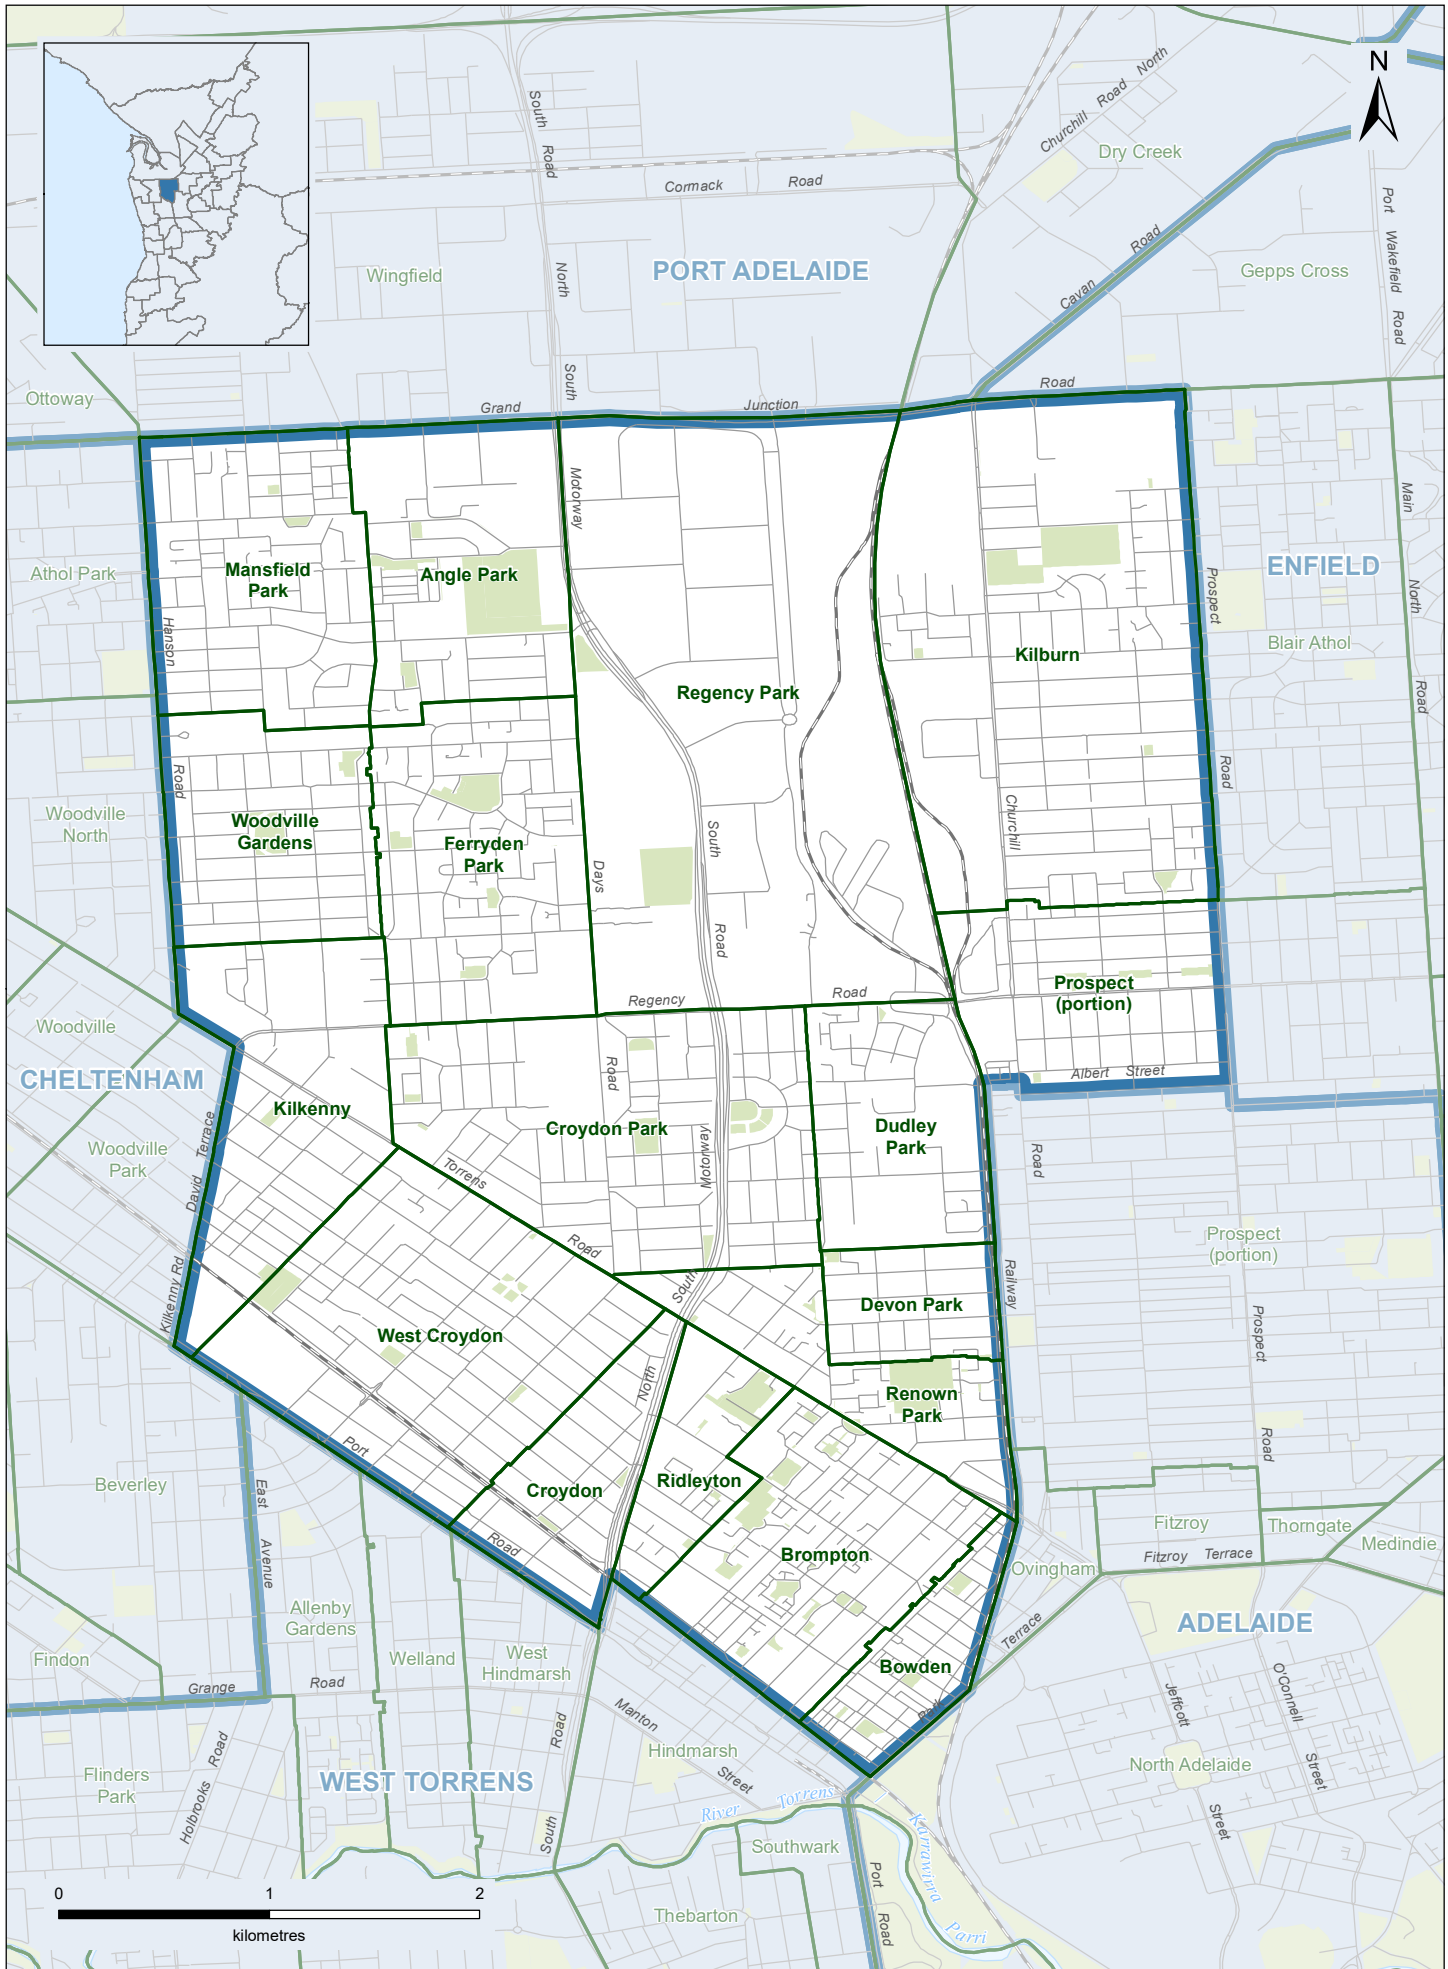 N
South
Road
Churchill Road North
Dry Creek
Cormack Road
Port Wakefield Road
Cavan Road
PORT ADELAIDE
Gepps Cross
Wingfield
North
South
Ottoway
Grand
Junction
Road
Motorway
Main
North
Road
Athol Park
Mansfield
Park
Angle Park
ENFIELD
Prospect
Blair Athol
Hanson
Kilburn
Regency Park
Road
Road
Woodville
North
Woodville
Gardens
Ferryden
Park
South
Churchill
Days
Road
Prospect
(portion)
Regency
Road
Woodville
CHELTENHAM
Albert Street
Road
Kilkenny
Croydon Park
Dudley
Park
Motorway
Woodville
Park
David Terrace
Torrens
Road
Road
Prospect
(portion)
Kilkenny Rd
South
Railway
Devon Park
West Croydon
Prospect
North
Renown
Park
Port
Road
Beverley
East
Avenue
Croydon
Ridleyton
Road
Brompton
Fitzroy
Thorngate
Medindie
Fitzroy Terrace
Ovingham
Allenby
Gardens
ADELAIDE
Terrace
Findon
Welland
West
Hindmarsh
Bowden
Park
Grange
Road
Manton
Street
Road
Jeffcott
Street
O'Connell
Street
Hindmarsh
North Adelaide
Flinders
Park
Holbrooks Road
WEST TORRENS
River Torrens
South
Southwark
Karrawirra
Parri
Port
Road
Thebarton
0
1
2
kilometres